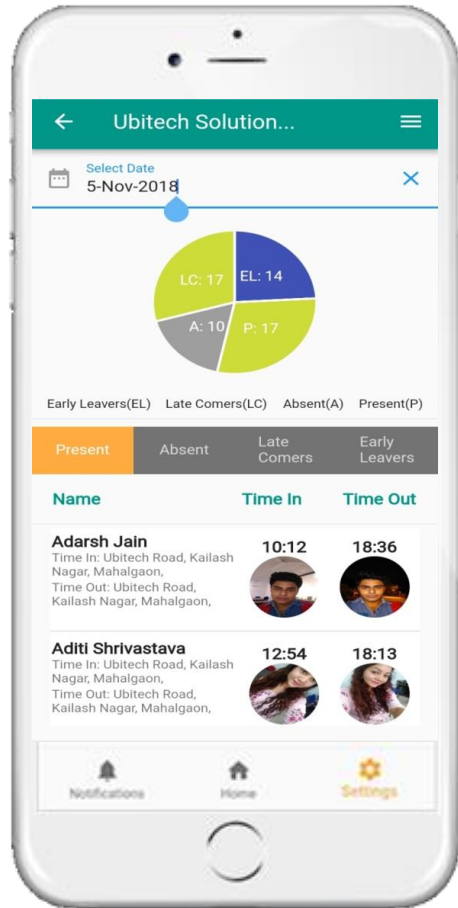 Ubitech Solution...
Select Date
5-Nov-2018
LC: 17
EL: 14
A: 10
P: 17
Early Leavers(EL) Late Comers(LC) Absent(A) Present(P)
Present Absent Late Comers Early Leavers
Name Time In Time Out
Adarsh Jain 10:12 18:36
Time In: Ubitech Road, Kailash
Nagar, Mahalgaon,
Time Out: Ubitech Road,
Kailash Nagar, Mahalgaon,
Aditi Shrivastava 12:54 18:13
Time In: Ubitech Road, Kailash
Nagar, Mahalgaon,
Time Out: Ubitech Road,
Kailash Nagar, Mahalgaon,
Notifications Home Settings